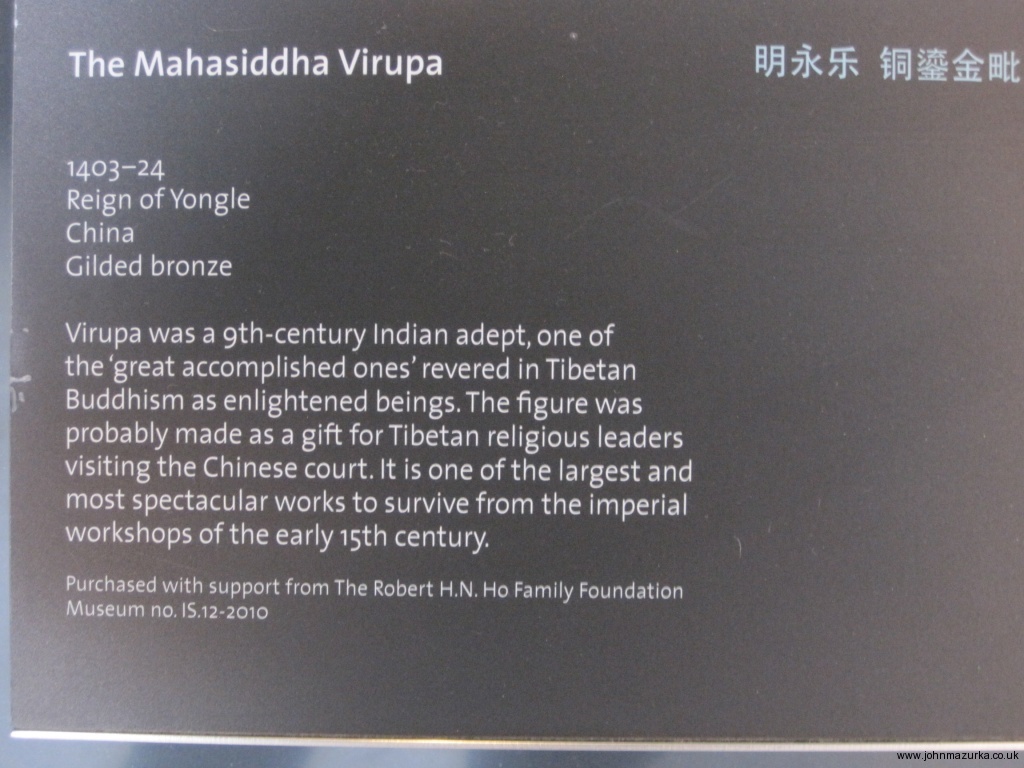 The Mahasiddha Virupa
明永乐 铜鎏金毗
1403–24
Reign of Yongle
China
Gilded bronze
Virupa was a 9th-century Indian adept, one of
the ‘great accomplished ones’ revered in Tibetan
Buddhism as enlightened beings. The figure was
probably made as a gift for Tibetan religious leaders
visiting the Chinese court. It is one of the largest and
most spectacular works to survive from the imperial
workshops of the early 15th century.
Purchased with support from The Robert H.N. Ho Family Foundation
Museum no. IS.12-2010
www.johnmazurka.co.uk